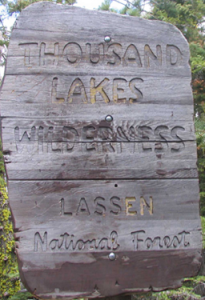 THOUSAND
LAKES
WILDERNESS
LASSEN
National Forest